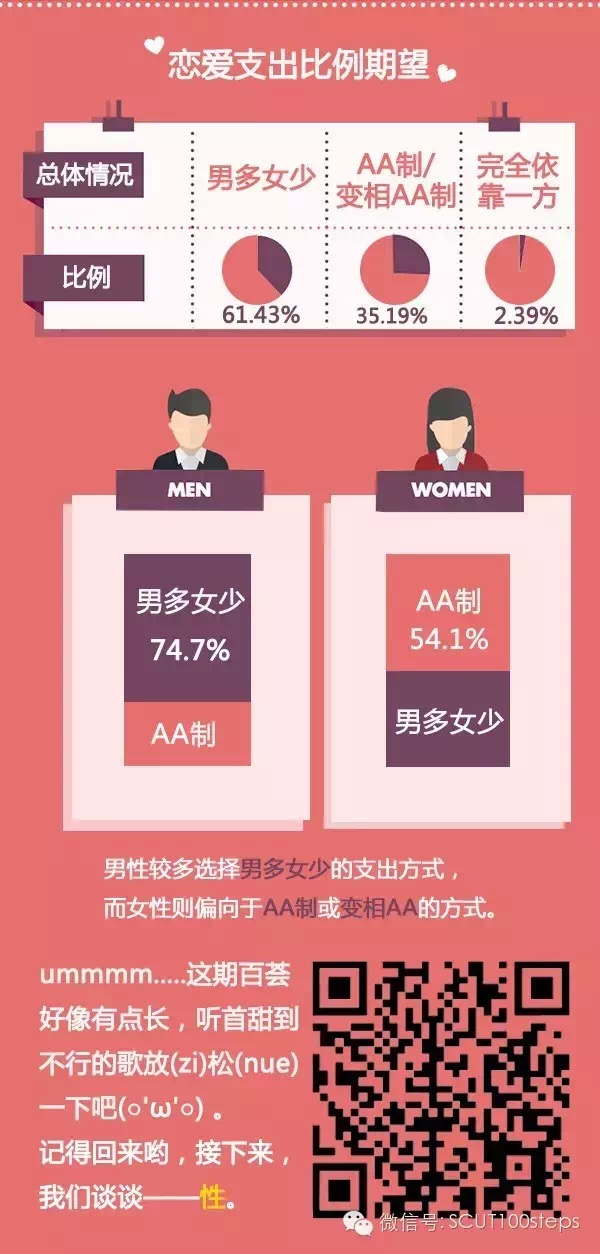 恋爱支出比例期望
总体情况
男多女少
AA制/
变相AA制
完全依
靠一方
比例
61.43%
35.19%
2.39%
MEN
WOMEN
男多女少
74.7%
AA制
AA制
54.1%
男多女少
男性较多选择男多女少的支出方式，
而女性则偏向于AA制或变相AA的方式。
ummmm.....这期百荟
好像有点长，听首甜到
不行的歌放(zi)松(nue)
一下吧(○'ω'○) 。
记得回来哟，接下来，
我们谈谈——性。
微信号: SCUT100steps